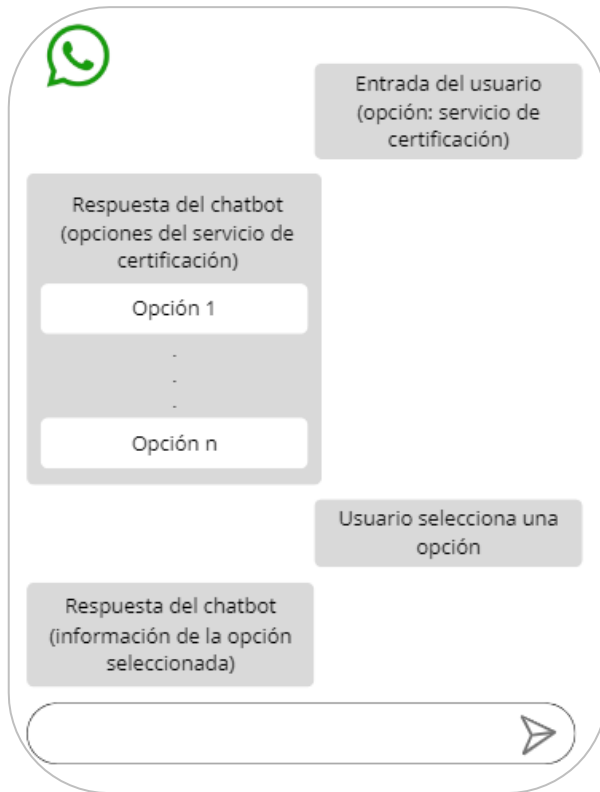 Entrada del usuario
(opción: servicio de
certificación)
Respuesta del chatbot
(opciones del servicio de
certificación)
Opción 1
.
.
.
Opción n
Usuario selecciona una
opción
Respuesta del chatbot
(información de la opción
seleccionada)